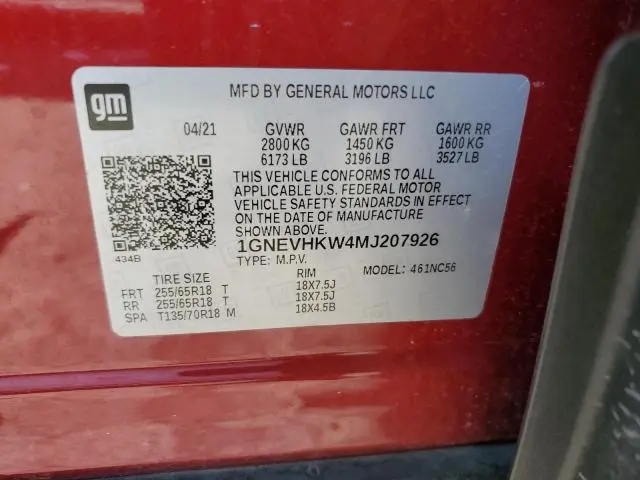 gm
MFD BY GENERAL MOTORS LLC
04/21 GVWR GAWR FRT GAWR RR
2800 KG 1450 KG 1600 KG
6173 LB 3196 LB 3527 LB
THIS VEHICLE CONFORMS TO ALL
APPLICABLE U.S. FEDERAL MOTOR
VEHICLE SAFETY STANDARDS IN EFFECT
ON THE DATE OF MANUFACTURE
SHOWN ABOVE.
434B
1GNEVHKW4MJ207926
TYPE: M.P.V. MODEL: 461NC56
TIRE SIZE RIM
FRT 255/65R18 T 18X7.5J
RR 255/65R18 T 18X7.5J
SPA T135/70R18 M 18X4.5B